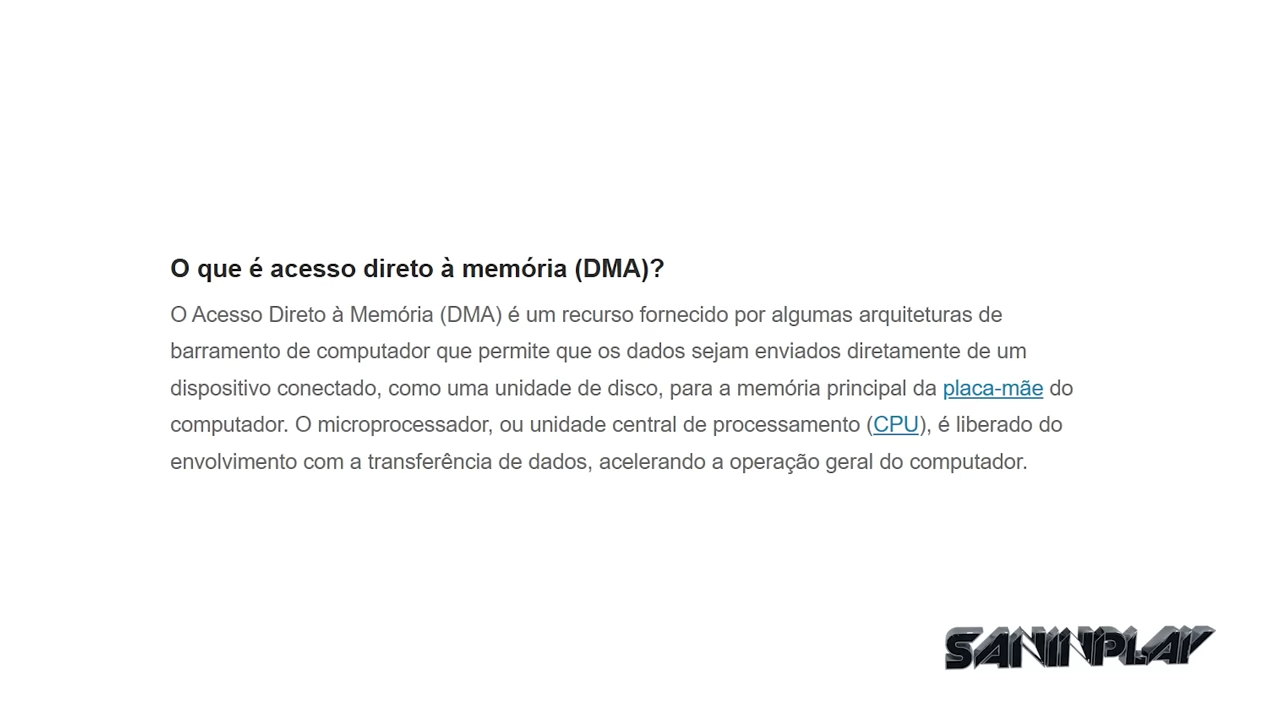 O que é acesso direto à memória (DMA)?
O Acesso Direto à Memória (DMA) é um recurso fornecido por algumas arquiteturas de
barramento de computador que permite que os dados sejam enviados diretamente de um
dispositivo conectado, como uma unidade de disco, para a memória principal da placa-mãe do
computador. O microprocessador, ou unidade central de processamento (CPU), é liberado do
envolvimento com a transferência de dados, acelerando a operação geral do computador.
SANINPLAY